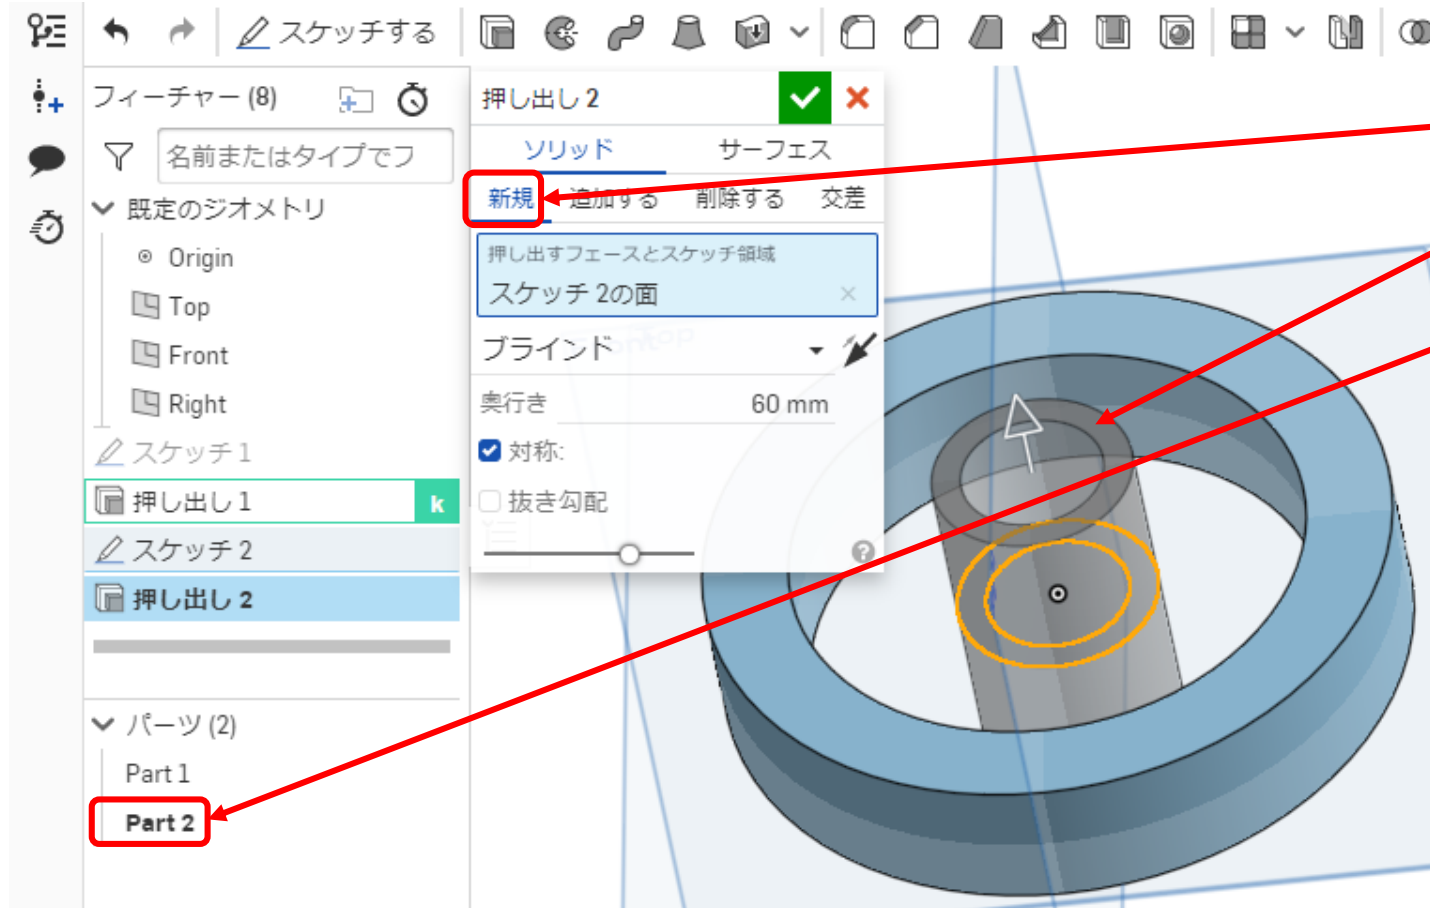 スケッチする
フィーチャー (8)
名前またはタイプでフ
既定のジオメトリ
Origin
Top
Front
Right
スケッチ 1
押し出し 1
k
スケッチ 2
押し出し 2
パーツ (2)
Part 1
Part 2
押し出し 2
ソリッド サーフェス
新規 追加する 削除する 交差
押し出すフェースとスケッチ領域
スケッチ 2の面
ブラインド
奥行き 60 mm
対称:
抜き勾配